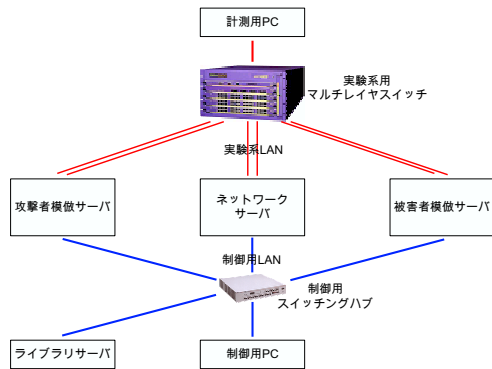 計測用PC
実験系用
マルチレイヤスイッチ
実験系LAN
攻撃者模倣サーバ
ネットワーク
サーバ
被害者模倣サーバ
制御用LAN
制御用
スイッチングハブ
ライブラリサーバ
制御用PC